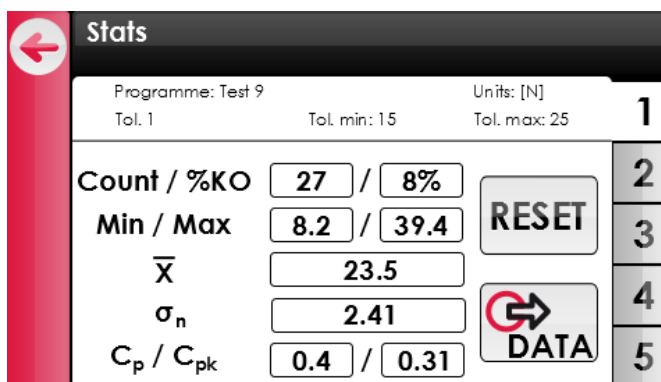 Stats
Programme: Test 9 Units: [N]
Tol. 1 Tol. min: 15 Tol. max: 25
1
2
3
4
5
Count / %KO 27 / 8%
Min / Max 8.2 / 39.4
RESET
X̅ 23.5
σn 2.41
DATA
Cp / Cpk 0.4 / 0.31